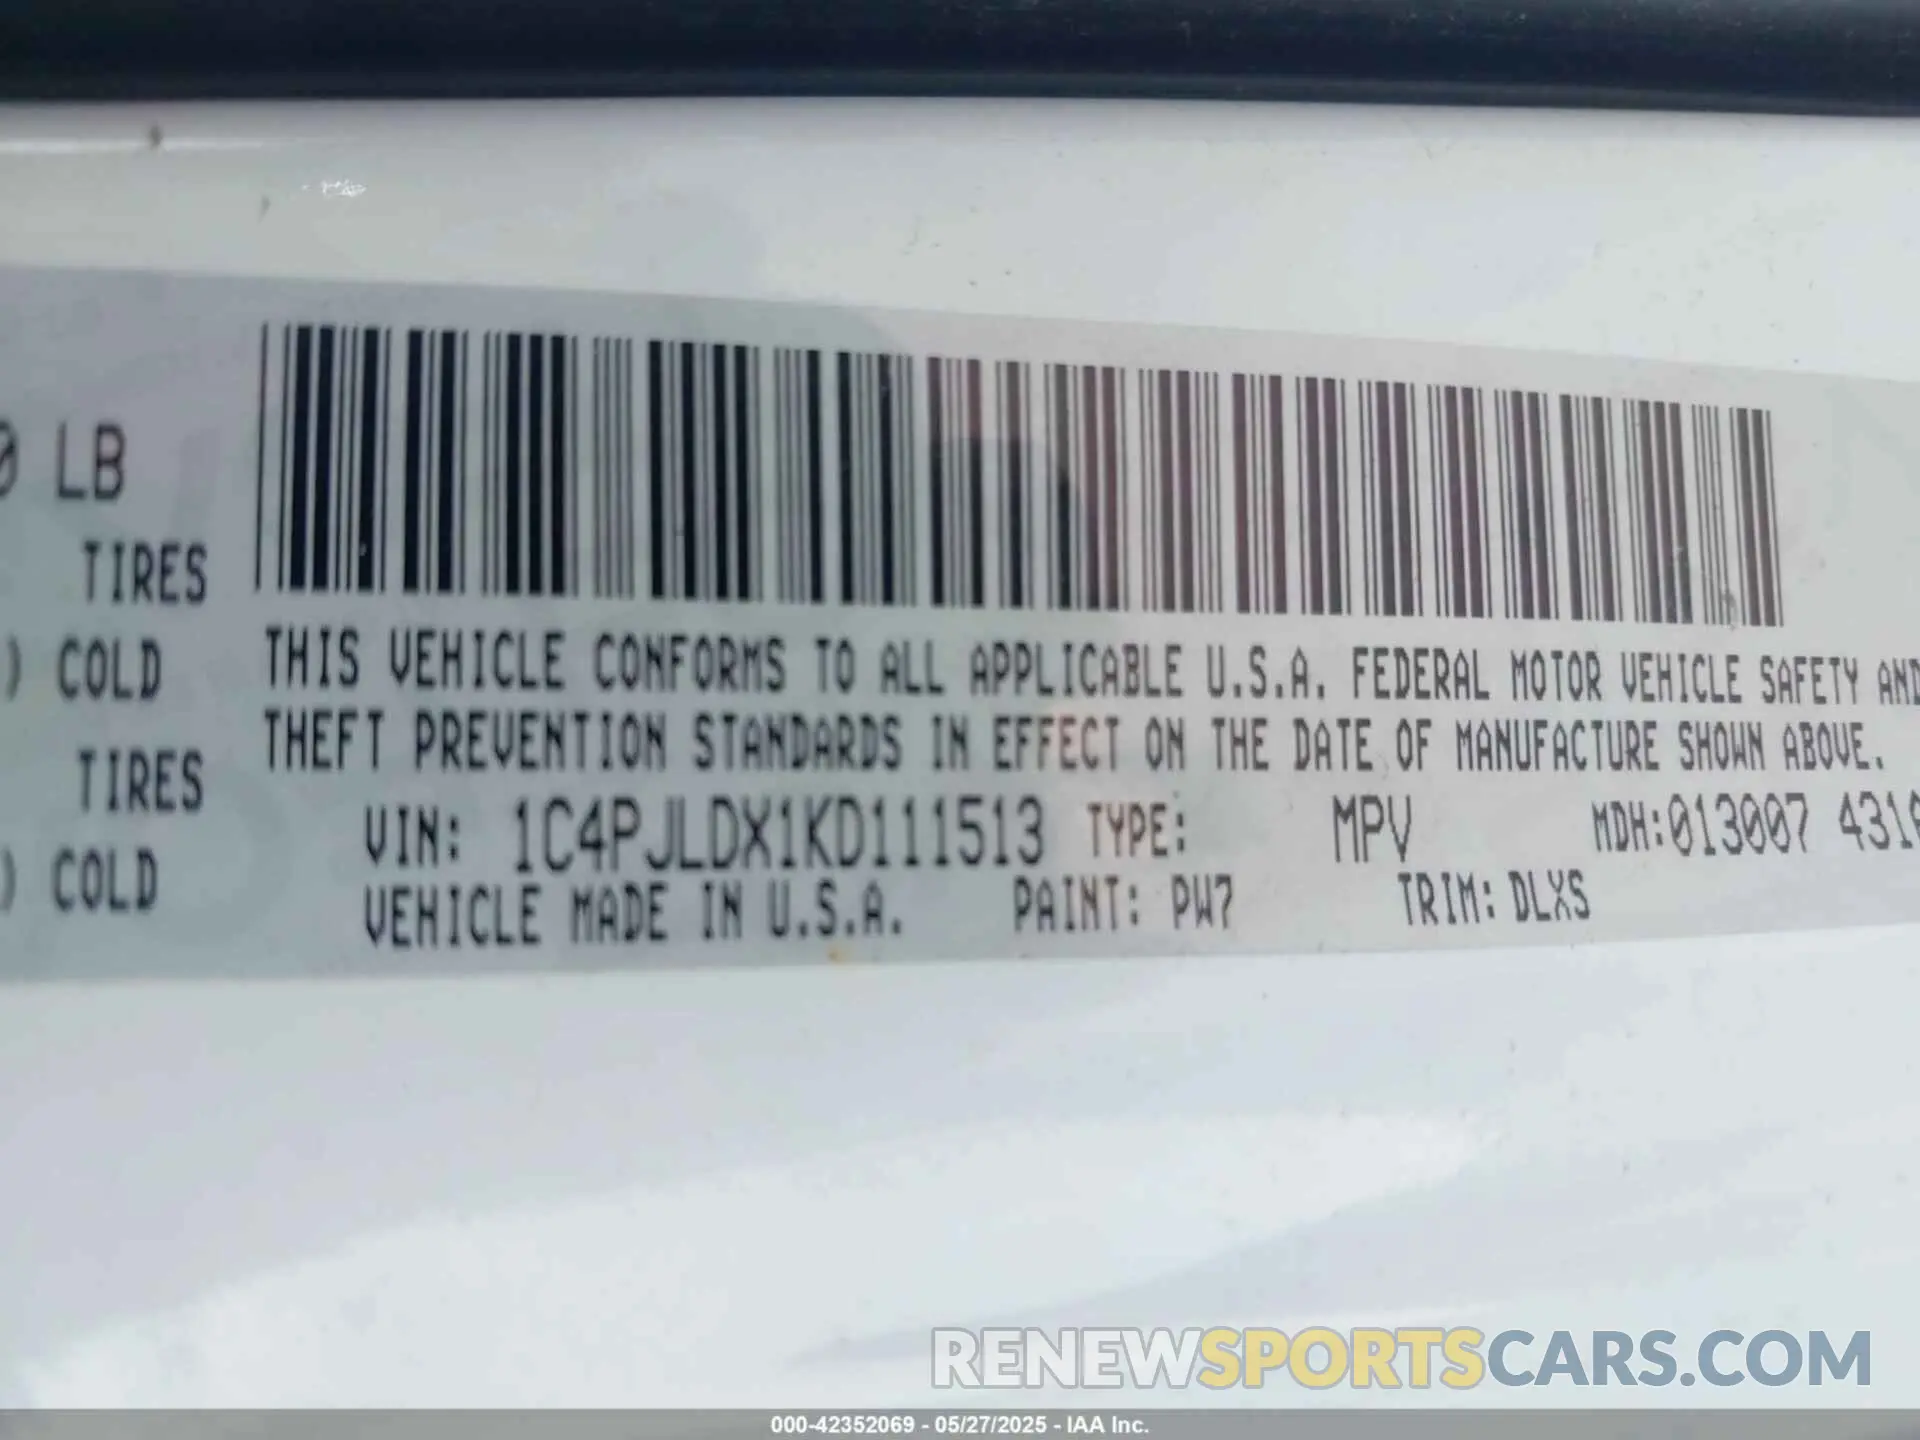 0 LB
TIRES
) COLD
TIRES
) COLD
THIS VEHICLE CONFORMS TO ALL APPLICABLE U.S.A. FEDERAL MOTOR VEHICLE SAFETY AND
THEFT PREVENTION STANDARDS IN EFFECT ON THE DATE OF MANUFACTURE SHOWN ABOVE.
VIN: 1C4PJLDX1KD111513 TYPE: MPV MDH:013007
VEHICLE MADE IN U.S.A. PAINT: PW7 TRIM: DLXS
RENEWSPORTSCARS.COM
000-42352069 - 05/27/2025 - IAA Inc.